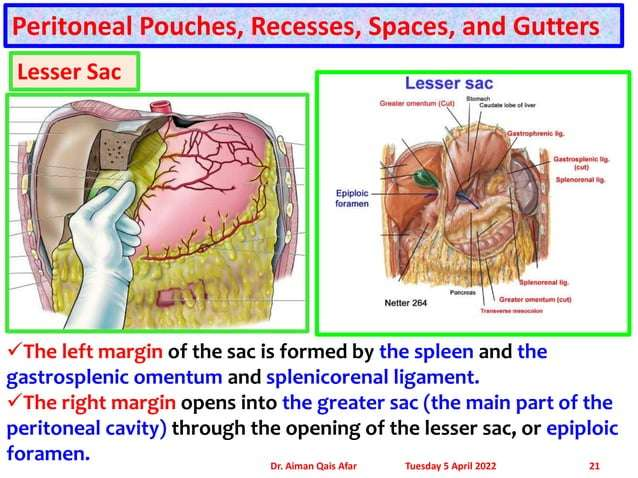 Peritoneal Pouches, Recesses, Spaces, and Gutters
Lesser Sac
Lesser sac
Stomach
Greater omentum (Cut)
Caudate lobe of liver
Gastrophrenic lig.
Gastrosplenic lig.
(cut)
Splenorenal lig.
Epiploic
foramen
Splenorenal lig.
Pancreas
Greater omentum (cut)
Netter 264
Transverse mesocolon
✓The left margin of the sac is formed by the spleen and the
gastrosplenic omentum and splenicorenal ligament.
✓The right margin opens into the greater sac (the main part of the
peritoneal cavity) through the opening of the lesser sac, or epiploic
foramen.
Dr. Aiman Qais Afar Tuesday 5 April 2022 21